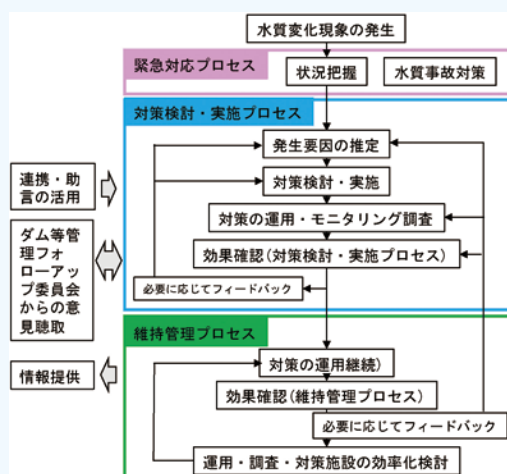 水質変化現象の発生
緊急対応プロセス
状況把握
水質事故対策
対策検討・実施プロセス
発生要因の推定
対策検討・実施
対策の運用・モニタリング調査
効果確認(対策検討・実施プロセス)
必要に応じてフィードバック
連携・助
言の活用
ダム等管
理フォ
ローアッ
プ委員会
からの意
見聴取
情報提供
維持管理プロセス
対策の運用継続)
効果確認(維持管理プロセス)
必要に応じてフィードバック
運用・調査・対策施設の効率化検討